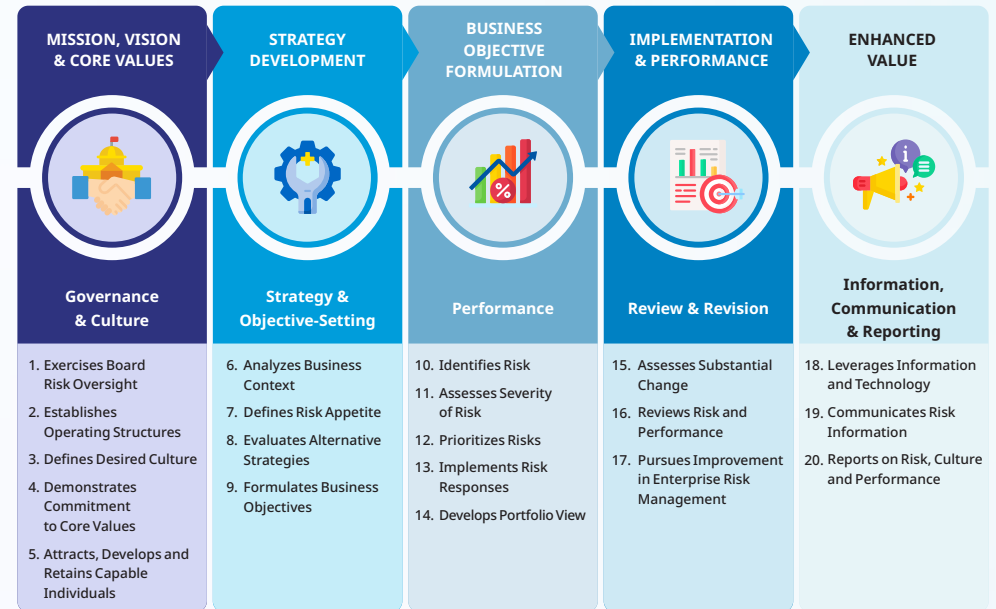 MISSION, VISION
& CORE VALUES
STRATEGY
DEVELOPMENT
BUSINESS
OBJECTIVE
FORMULATION
IMPLEMENTATION
& PERFORMANCE
ENHANCED
VALUE
%
i
Governance
& Culture
Strategy &
Objective-Setting
Performance
Review & Revision
Information,
Communication
& Reporting
1. Exercises Board
Risk Oversight
2. Establishes
Operating Structures
3. Defines Desired Culture
4. Demonstrates
Commitment
to Core Values
5. Attracts, Develops and
Retains Capable
Individuals
6. Analyzes Business
Context
7. Defines Risk Appetite
8. Evaluates Alternative
Strategies
9. Formulates Business
Objectives
10. Identifies Risk
11. Assesses Severity
of Risk
12. Prioritizes Risks
13. Implements Risk
Responses
14. Develops Portfolio View
15. Assesses Substantial
Change
16. Reviews Risk and
Performance
17. Pursues Improvement
in Enterprise Risk
Management
18. Leverages Information
and Technology
19. Communicates Risk
Information
20. Reports on Risk, Culture
and Performance